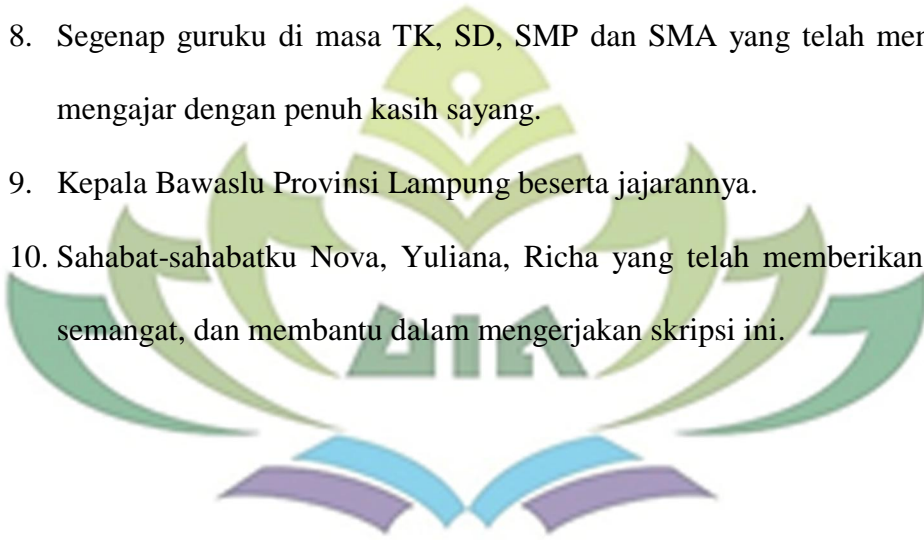 8. Segenap guruku di masa TK, SD, SMP dan SMA yang telah
mengajar dengan penuh kasih sayang.
9. Kepala Bawaslu Provinsi Lampung beserta jajarannya.
10. Sahabat-sahabatku Nova, Yuliana, Richa yang telah memberikan
semangat, dan membantu dalam mengerjakan skripsi ini.
UIN